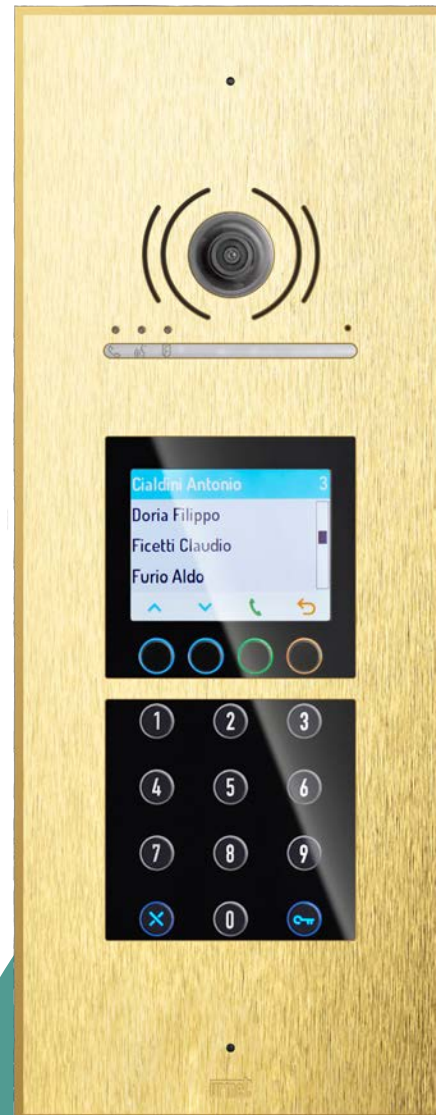 Cialdini Antonio 3
Doria Filippo
Ficetti Claudio
Furio Aldo
1 2 3
4 5 6
7 8 9
0